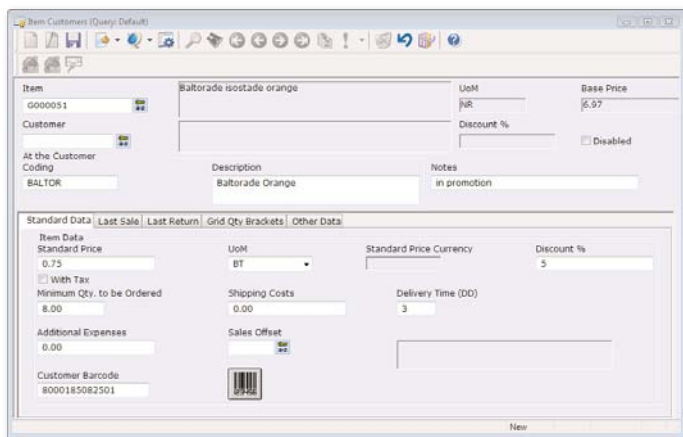 Item Customers (Query: Default)
Item UoM Base Price
G000051 Baltorade isostade orange NR 6.97
Customer Discount %
Disabled
At the Customer
Coding Description Notes
BALTOR Baltorade Orange in promotion
Standard Data Last Sale Last Return Grid Qty Brackets Other Data
Item Data
Standard Price UoM Standard Price Currency Discount %
0.75 BT 5
With Tax
Minimum Qty. to be Ordered Shipping Costs Delivery Time (DD)
8.00 0.00 3
Additional Expenses Sales Offset
0.00
Customer Barcode
8000185082501
New